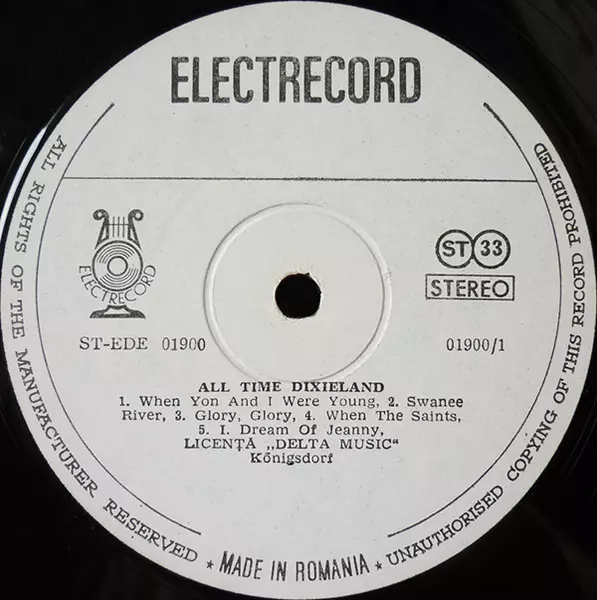 ELECTRECORD
ELECTRECORD
ST 33
STEREO
ST-EDE 01900
01900/1
ALL TIME DIXIELAND
1. When Yon And I Were Young, 2. Swanee
River, 3. Glory, Glory, 4. When The Saints,
5. I. Dream Of Jeanny,
LICENȚA „DELTA MUSIC“
Kőnigsdorf
ALL RIGHTS OF THE MANUFACTURER RESERVED * MADE IN ROMANIA * UNAUTHORISED COPYING OF THIS RECORD PROHIBITED